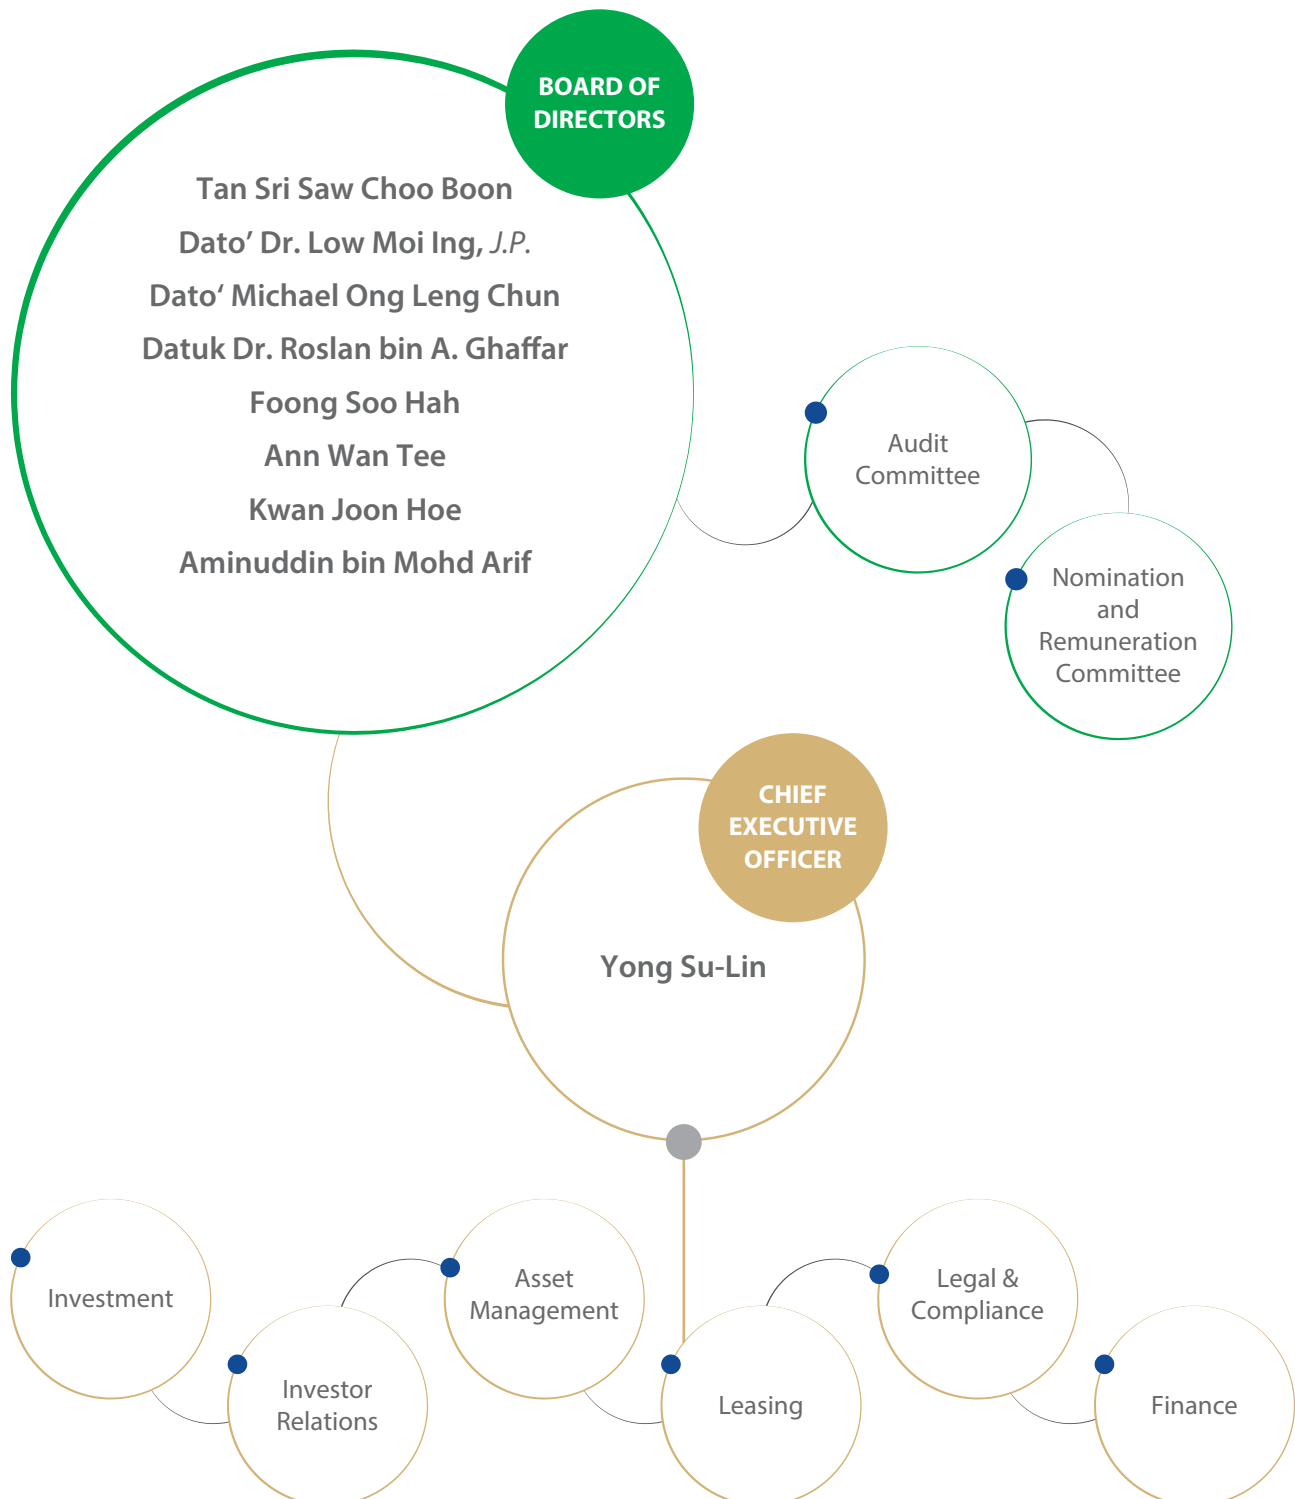 BOARD OF
DIRECTORS
Tan Sri Saw Choo Boon
Dato’ Dr. Low Moi Ing, J.P.
Dato‘ Michael Ong Leng Chun
Datuk Dr. Roslan bin A. Ghaffar
Foong Soo Hah
Ann Wan Tee
Kwan Joon Hoe
Aminuddin bin Mohd Arif
Audit
Committee
Nomination
and
Remuneration
Committee
CHIEF
EXECUTIVE
OFFICER
Yong Su-Lin
Investment
Investor
Relations
Asset
Management
Leasing
Legal &
Compliance
Finance